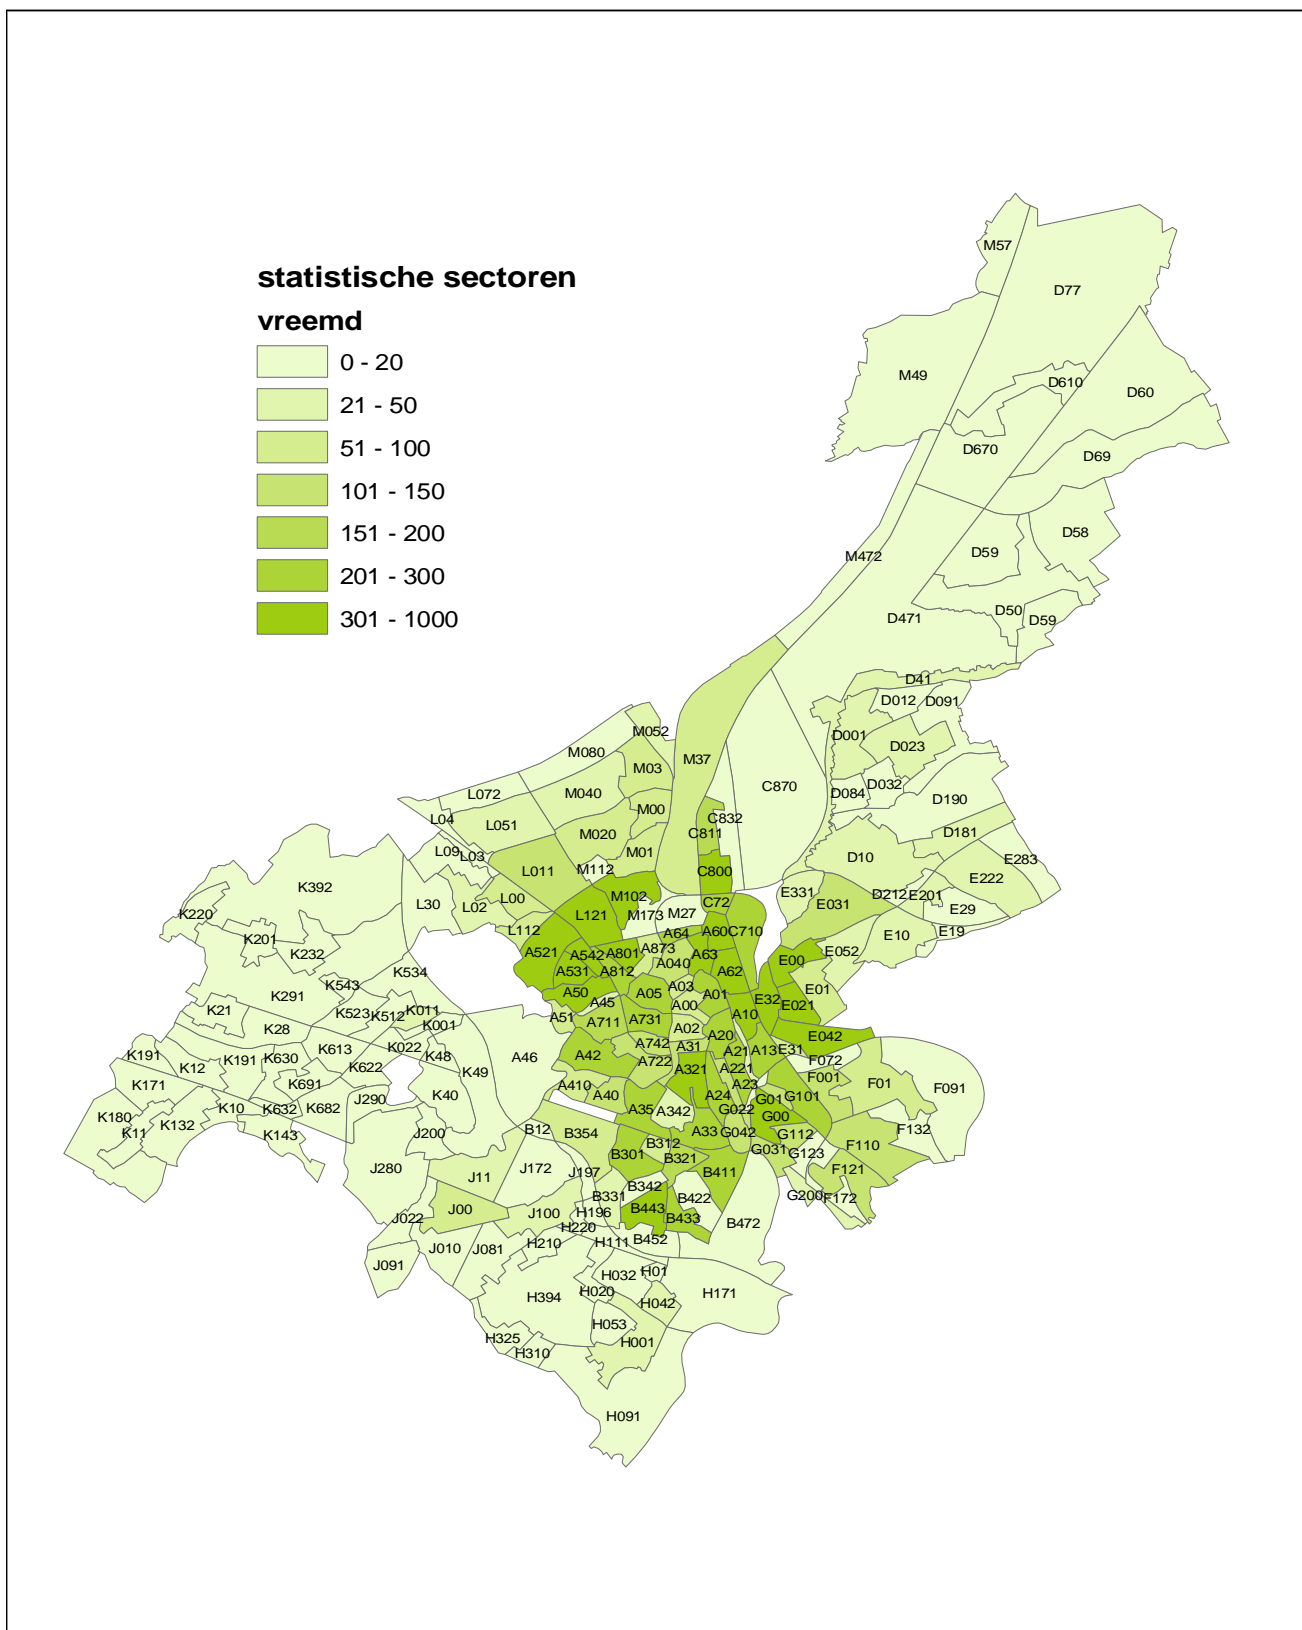 statistische sectoren
vreemd
0 - 20
21 - 50
51 - 100
101 - 150
151 - 200
201 - 300
301 - 1000
M57
D77
M49
D610
D60
D670
D69
D58
M472
D59
D50
D59
D471
D41
D012
D091
M052
D001
D023
M080
M37
M03
C870
D032
L072
M040
D084
D190
M00
L04
L051
C832
M020
C811
D181
M01
L09
L03
D10
E283
L011
M112
C800
E222
K392
E331
D212
E201
M102
L00
C72
E031
E29
L30
L02
K220
L121
M173
M27
L112
A60
C710
E19
K201
A64
E10
K232
A521
A542
A801
A873
A63
E052
E00
A040
K534
A531
A812
A62
K543
A03
E01
K291
A50
A05
A01
E32
E021
A45
A00
K21
K523
K512
K011
A51
A711
A731
A10
K28
K001
A02
A20
E042
K022
A742
A31
A21
A13
E31
K613
K48
A46
A42
K191
K630
A722
F072
K12
K191
K622
K49
A321
A221
F001
F01
F091
K171
K691
A410
A23
K40
A40
A24
G01
G101
J290
K10
K632
K682
A35
A342
G022
G00
K180
K132
F132
K11
K143
J200
B12
B354
A33
G042
G112
B312
F110
B301
B321
G031
G123
J280
J172
J197
B411
F121
J11
B342
B331
B422
G200
F172
J00
J100
H196
B443
B433
J022
H220
B472
B452
J010
J081
H210
H111
J091
H032
H01
H394
H020
H042
H171
H053
H325
H001
H310
H091